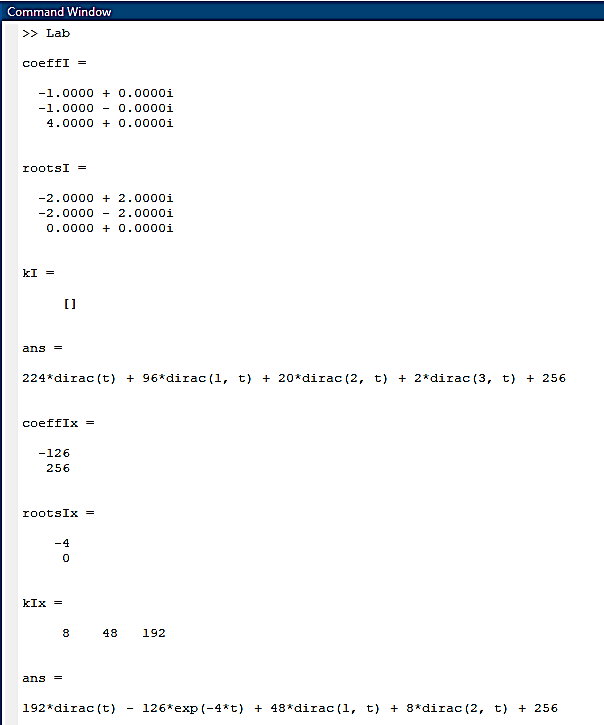 Command Window
>> Lab
coeffI =
-1.0000 + 0.0000i
-1.0000 - 0.0000i
4.0000 + 0.0000i
rootsI =
-2.0000 + 2.0000i
-2.0000 - 2.0000i
0.0000 + 0.0000i
kI =
[]
ans =
224*dirac(t) + 96*dirac(1, t) + 20*dirac(2, t) + 2*dirac(3, t) + 256
coeffIx =
-126
256
rootsIx =
-4
0
kIx =
8 48 192
ans =
192*dirac(t) - 126*exp(-4*t) + 48*dirac(1, t) + 8*dirac(2, t) + 256